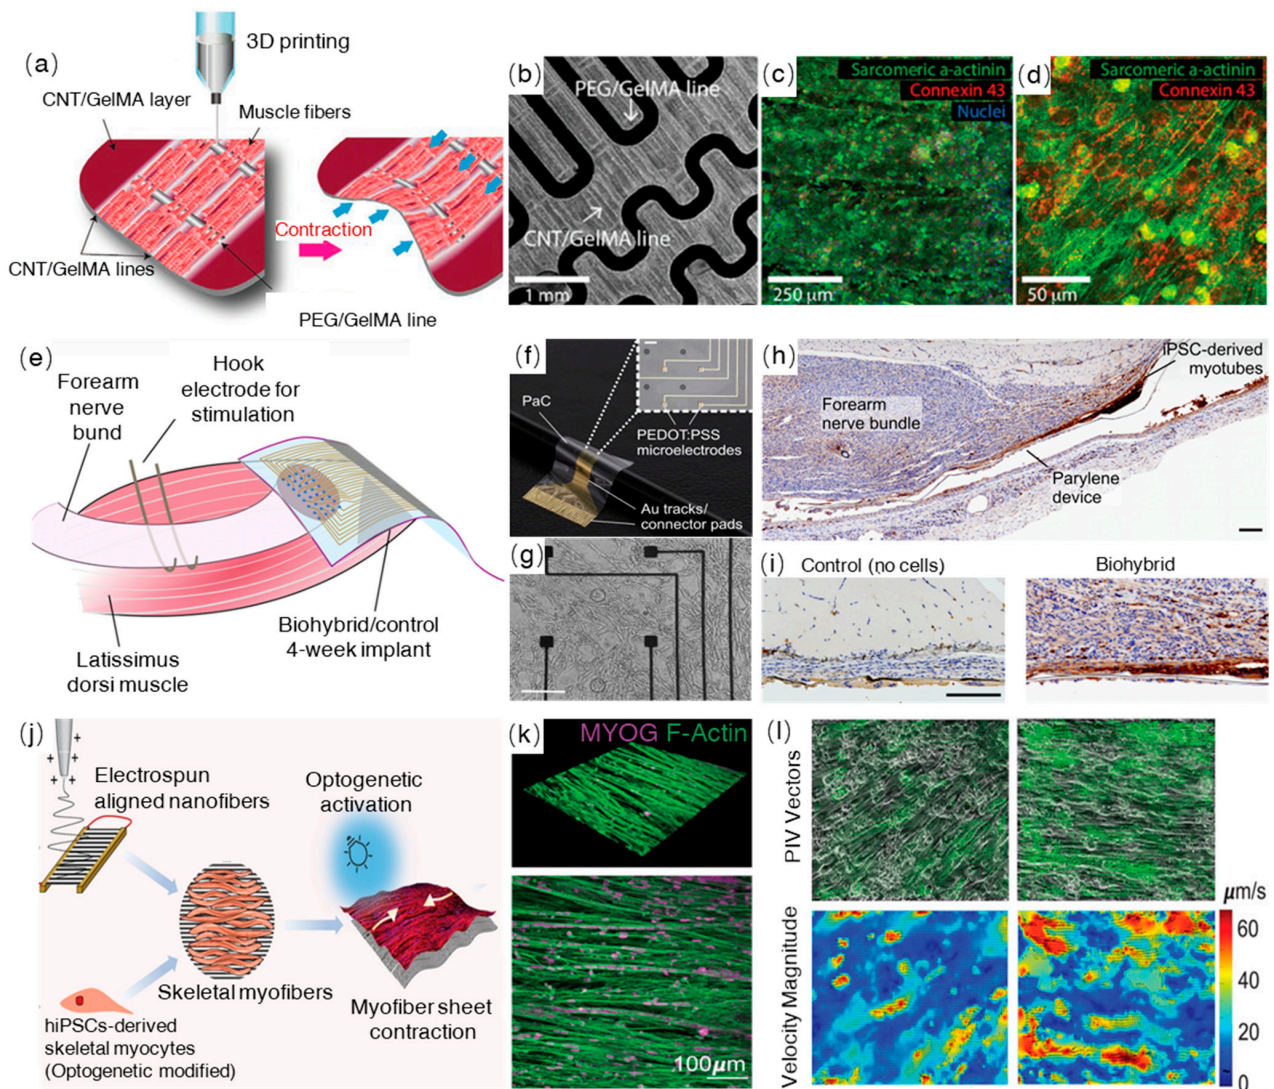 3D printing
(a)
CNT/GelMA layer
Muscle fibers
Contraction
CNT/GelMA lines
PEG/GelMA line
(b)
PEG/GelMA line
CNT/GelMA line
1 mm
(c)
Sarcomeric a-actinin
Connexin 43
Nuclei
250 μm
(d)
Sarcomeric a-actinin
Connexin 43
50 μm
(e)
Hook
electrode for
stimulation
Forearm
nerve
bund
Biohybrid/control
4-week implant
Latissimus
dorsi muscle
(f)
PaC
PEDOT:PSS
microelectrodes
Au tracks/
connector pads
(g)
(h)
iPSC-derived
myotubes
Forearm
nerve bundle
Parylene
device
(i)
Control (no cells)
Biohybrid
(j)
Electrospun
aligned nanofibers
Optogenetic
activation
Skeletal myofibers
Myofiber sheet
contraction
hiPSCs-derived
skeletal myocytes
(Optogenetic modified)
(k)
MYOG F-Actin
100μm
(l)
PIV Vectors
Velocity Magnitude
μm/s
60
40
20
0